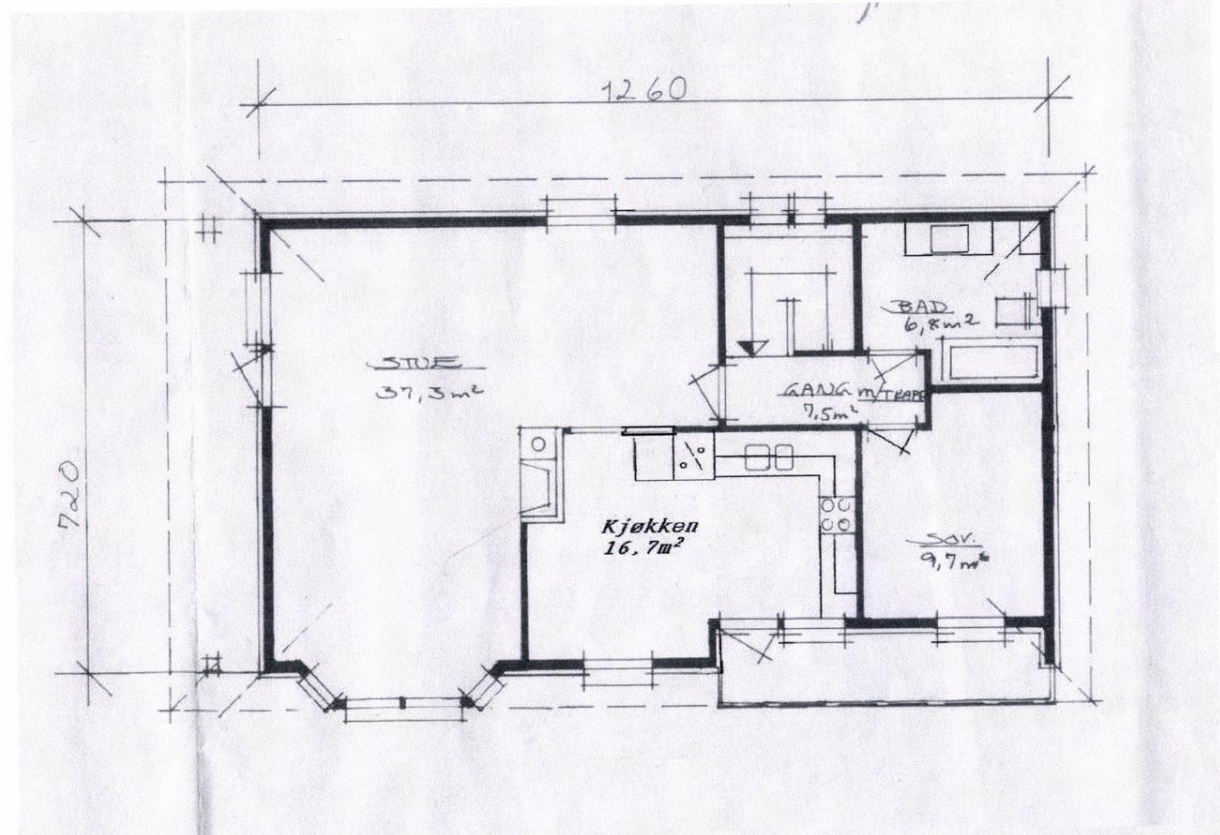 1260
720
STUE
37,3m²
BAD
6,8m²
GANG m/TRAPP
7,5m²
Kjøkken
16,7m²
SOV.
9,7m²